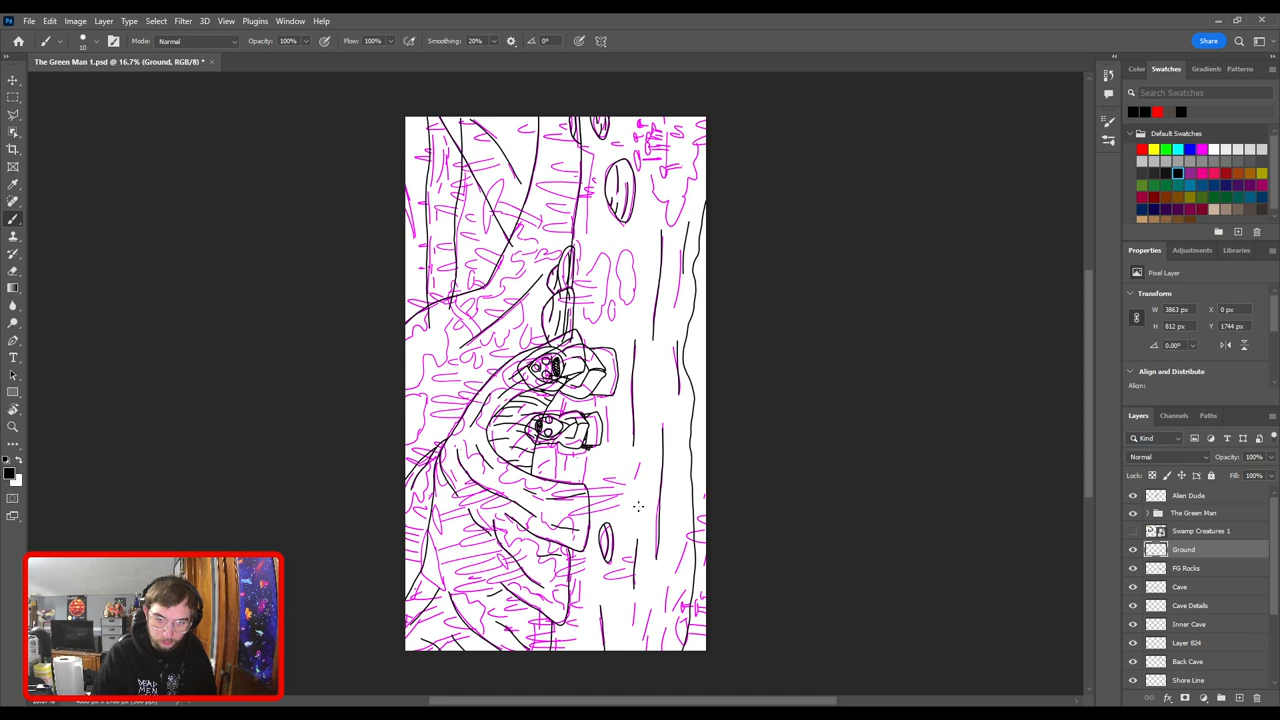 File Edit Image Layer Type Select Filter 3D View Plugins Window Help
10 Mode: Normal Opacity: 100% Flow: 100% Smoothing: 20% 0° Share
The Green Man 1.psd @ 16.7% (Ground, RGB/8) * ×
Color Swatches Gradients Patterns
Search Swatches
Default Swatches
Properties Adjustments Libraries
Pixel Layer
Transform
W 3863 px X 0 px
H 812 px Y 1744 px
0.00°
Align and Distribute
Align:
Layers Channels Paths
Kind
Normal Opacity: 100%
Lock: Fill: 100%
Alien Dude
The Green Man
Swamp Creatures 1
Ground
FG Rocks
Cave
Cave Details
Inner Cave
Layer 824
Back Cave
Shore Line
DEAD
MEN